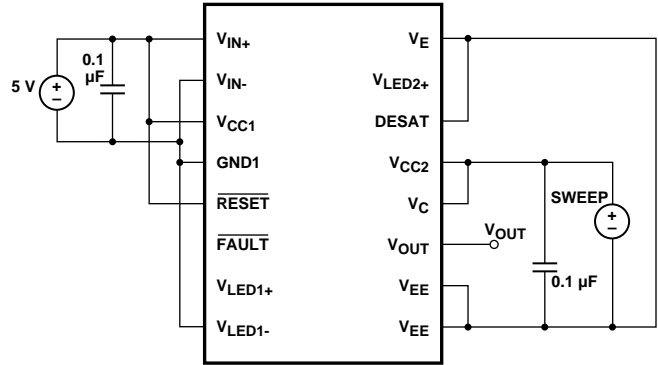 VIN+
VE
0.1
µF
5 V
+
−
VIN-
VLED2+
VCC1
DESAT
GND1
VCC2
RESET
VC
SWEEP
+
−
FAULT
VOUT
VOUT
VLED1+
VEE
0.1 µF
VLED1-
VEE